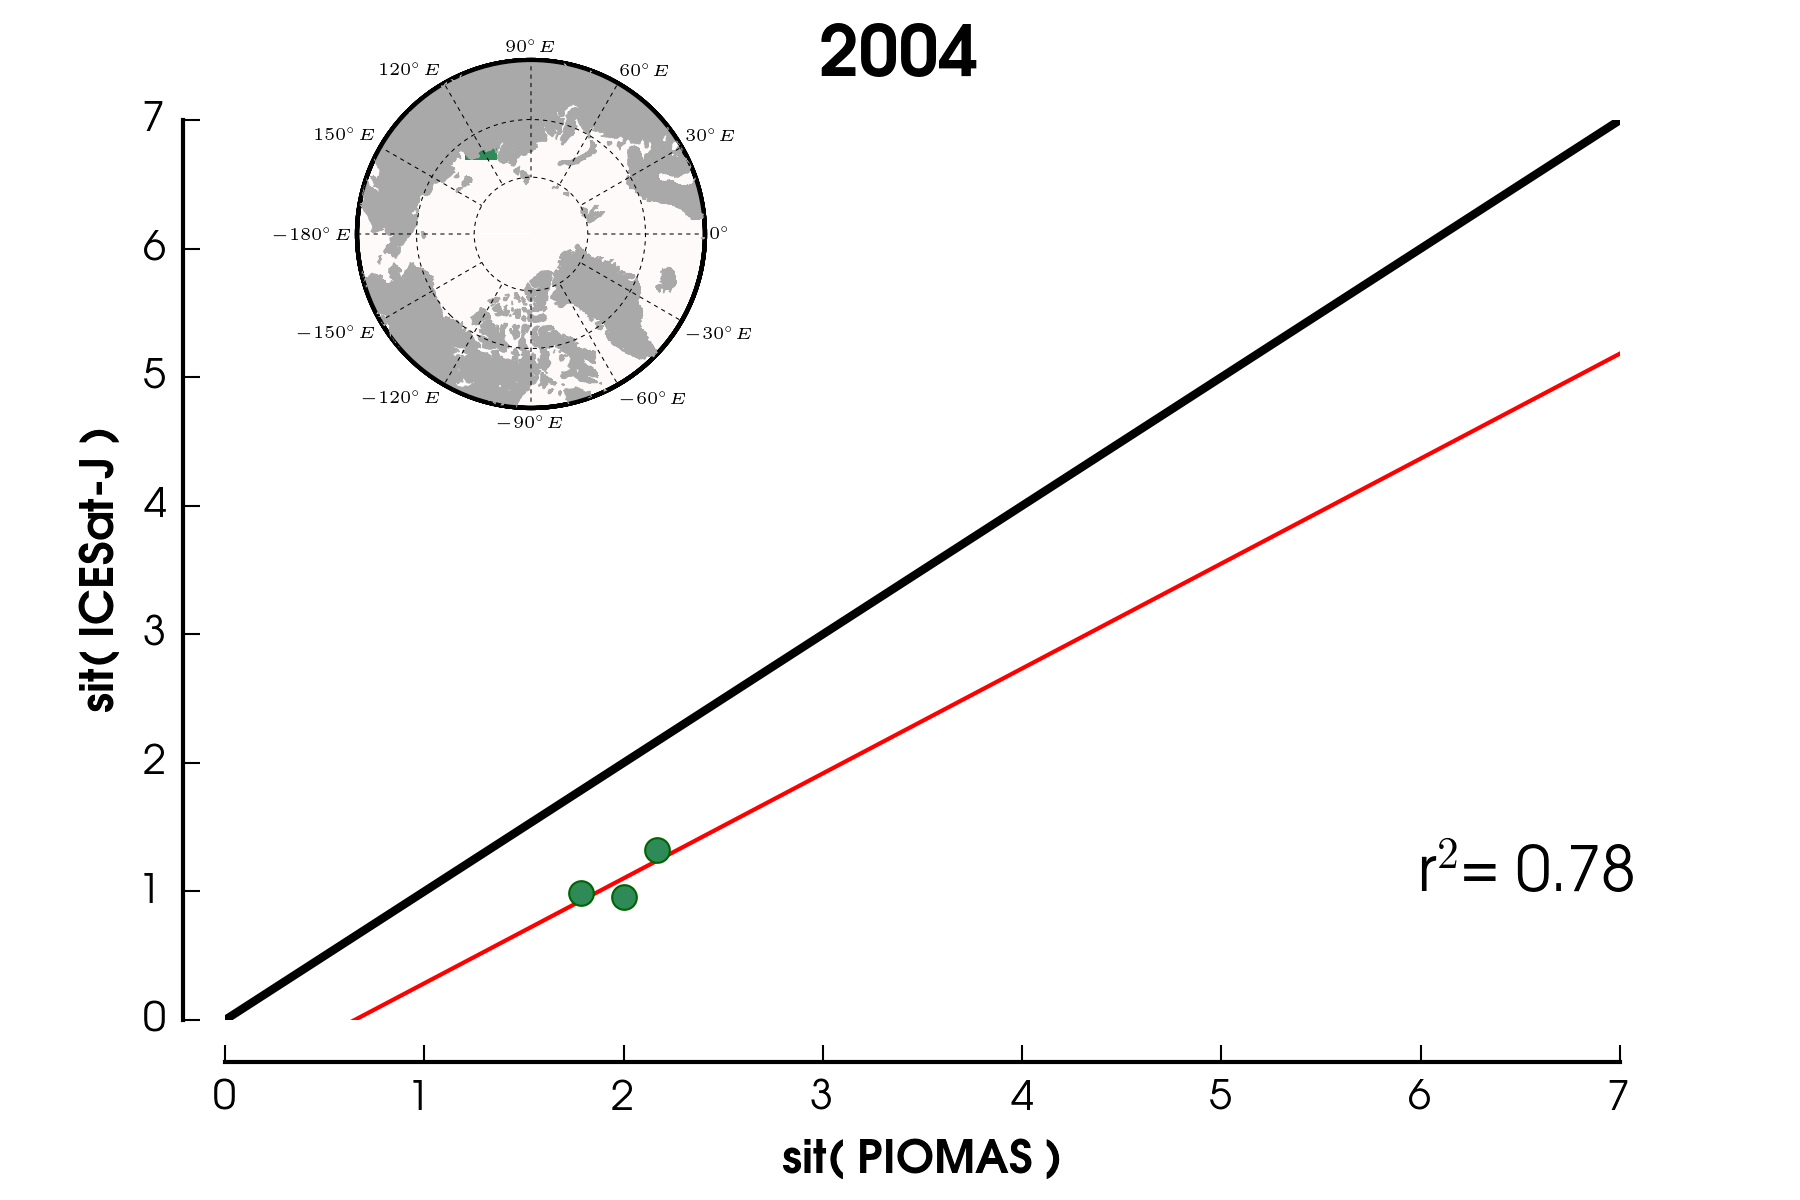 2004
90° E
120° E
60° E
150° E
30° E
−180° E
0°
−150° E
−30° E
−120° E
−60° E
−90° E
7
6
5
4
3
2
1
0
sit( ICESat-J )
r²= 0.78
0 1 2 3 4 5 6 7
sit( PIOMAS )